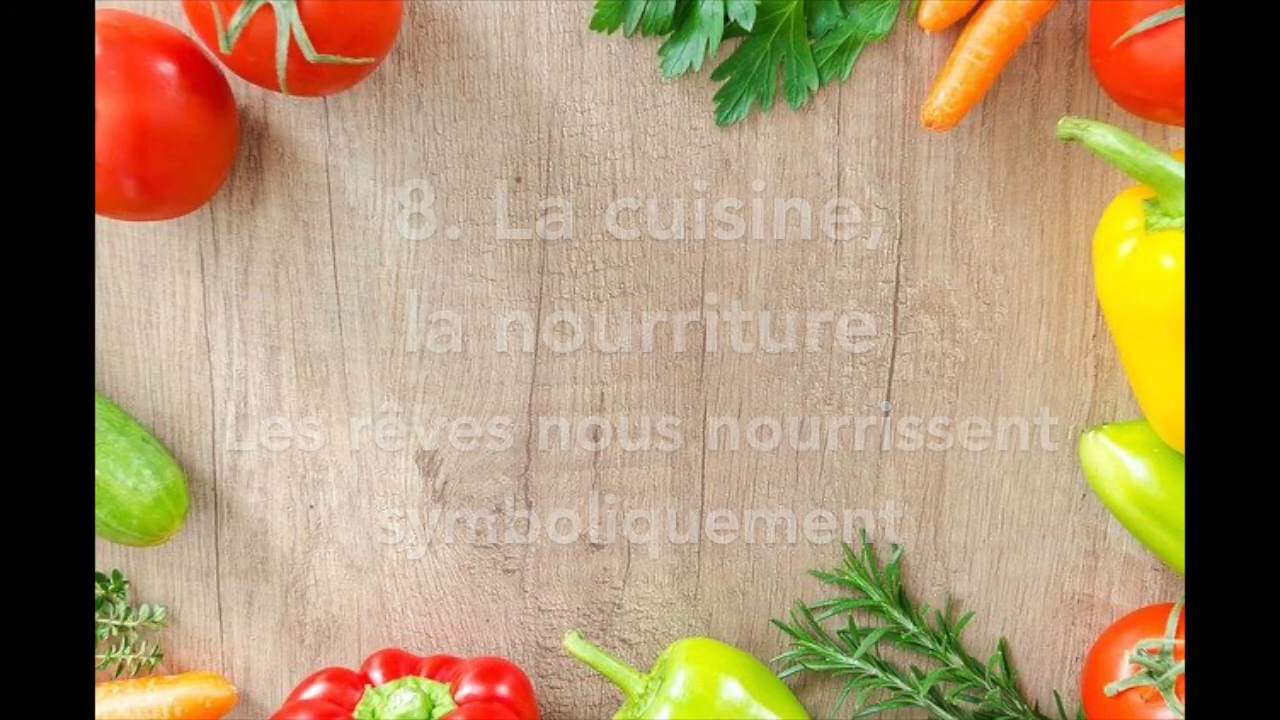 8. La cuisine,
la nourriture
Les rêves nous nourrissent
symboliquement